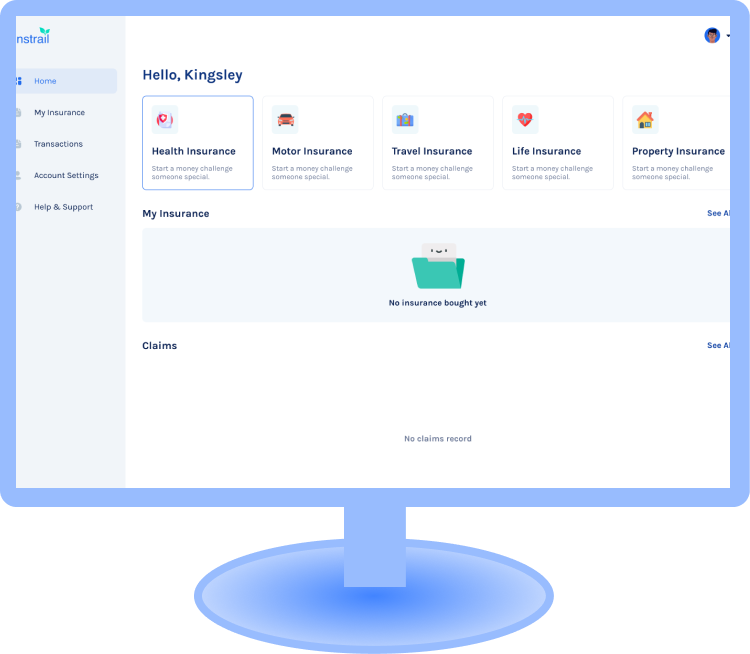 nstrail
Home
My Insurance
Transactions
Account Settings
Help & Support
Hello, Kingsley
Health Insurance
Start a money challenge
someone special.
Motor Insurance
Start a money challenge
someone special.
Travel Insurance
Start a money challenge
someone special.
Life Insurance
Start a money challenge
someone special.
Property Insurance
Start a money challenge
someone special.
My Insurance
See Al
No insurance bought yet
Claims
See Al
No claims record